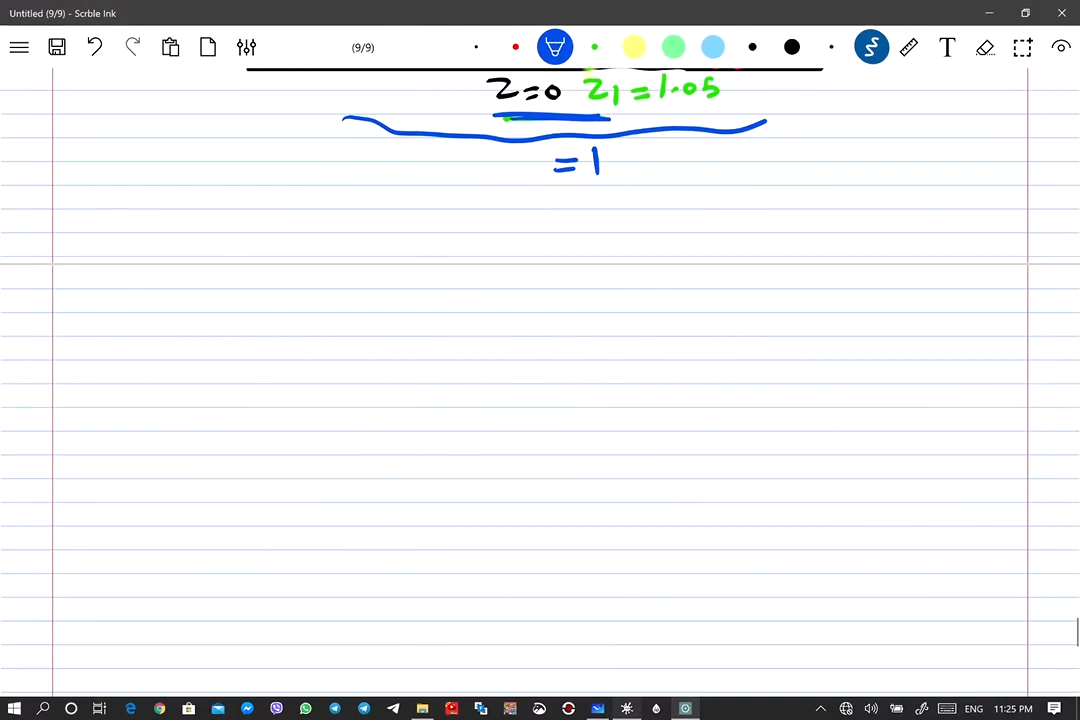 Untitled (9/9) - Scrble Ink
(9/9)
T
Z=0 Z1=1.05
=1
ENG 11:25 PM